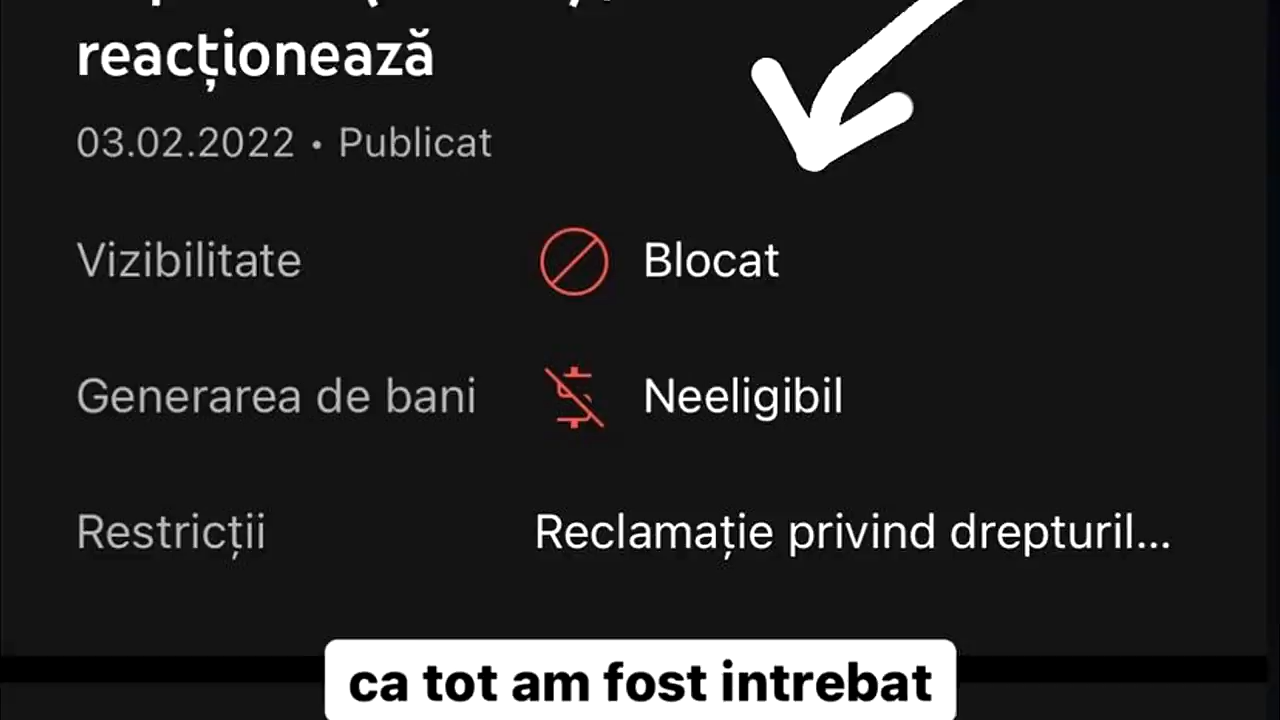 reacționează
03.02.2022 • Publicat
Vizibilitate Blocat
Generarea de bani Neeligibil
Restricții Reclamație privind drepturil...
ca tot am fost intrebat